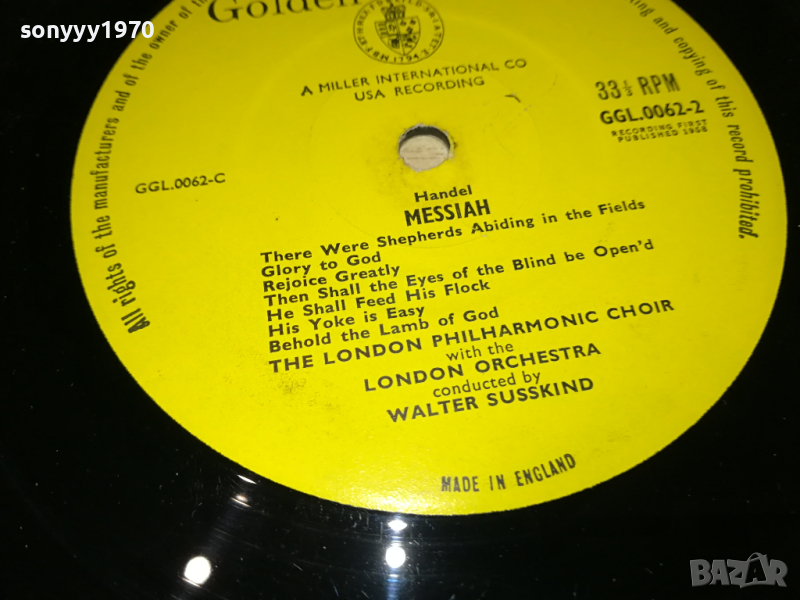 sonyyy1970
Golden
A MILLER INTERNATIONAL CO
USA RECORDING
33⅓ RPM
GGL.0062-2
RECORDING FIRST
PUBLISHED 1958
GGL.0062-C
Handel
MESSIAH
There Were Shepherds Abiding in the Fields
Glory to God
Rejoice Greatly
Then Shall the Eyes of the Blind be Open'd
He Shall Feed His Flock
His Yoke is Easy
Behold the Lamb of God
THE LONDON PHILHARMONIC CHOIR
with the
LONDON ORCHESTRA
conducted by
WALTER SUSSKIND
MADE IN ENGLAND
All rights of the manufacturers and of the owner of the
and copying of this record prohibited.
BAZAR